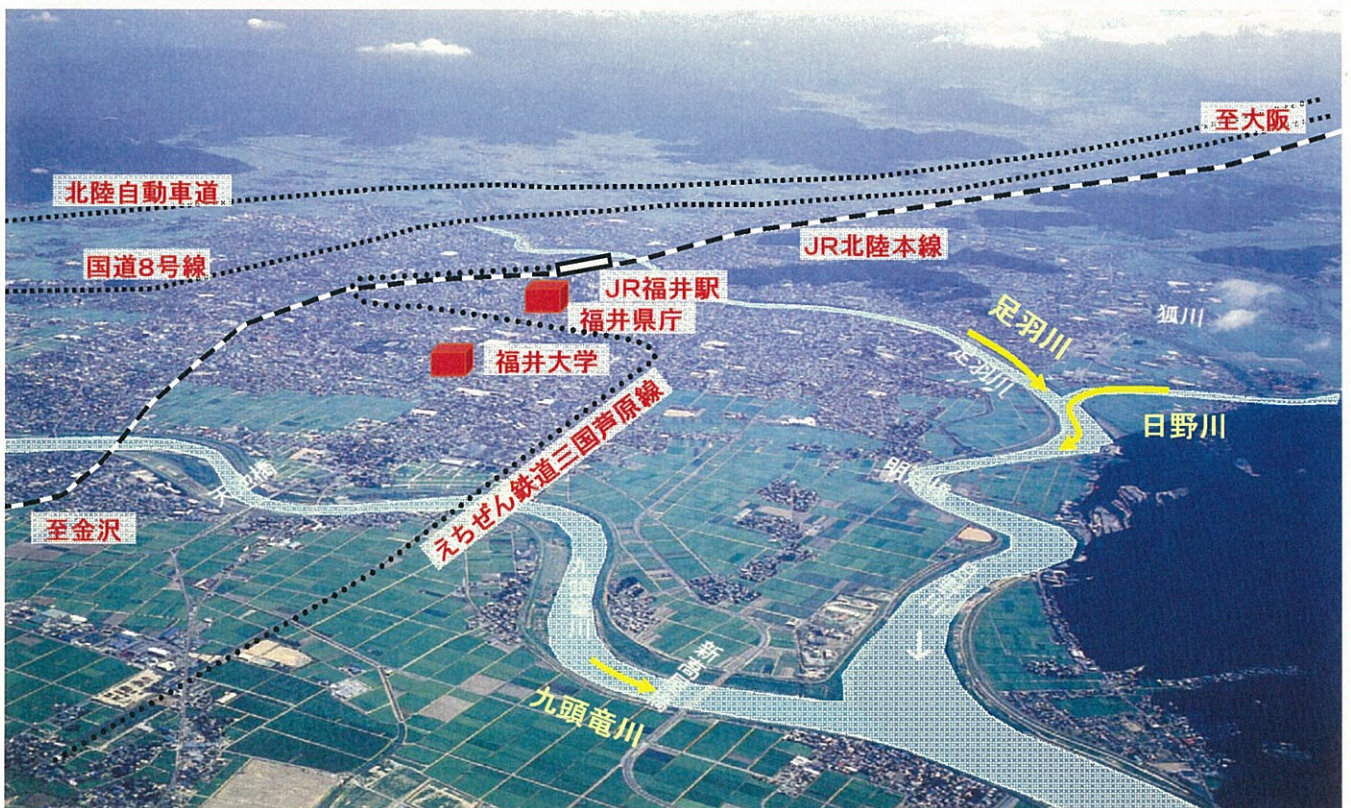 至大阪
北陸自動車道
JR北陸本線
国道8号線
JR福井駅
福井県庁
狐川
足羽川
足羽川
福井大学
日野川
えちぜん鉄道三国芦原線
至金沢
九頭竜川